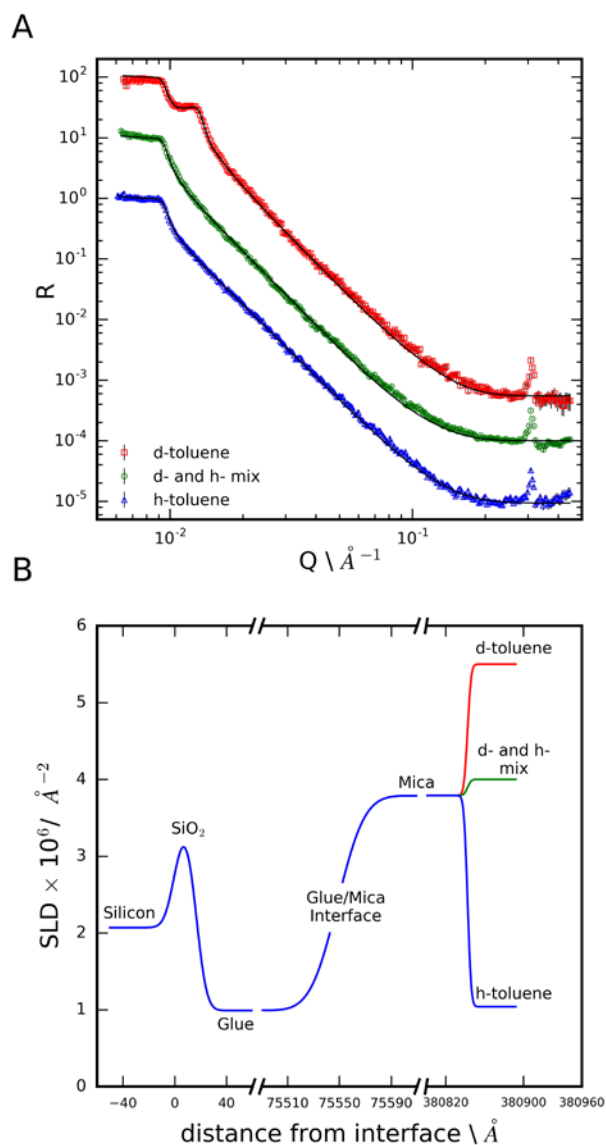 A
10²
10¹
10⁰
10⁻¹
10⁻²
10⁻³
10⁻⁴
10⁻⁵
R
d-toluene
d- and h- mix
h-toluene
10⁻² 10⁻¹
Q \ Å⁻¹
B
6
5
4
3
2
1
0
SLD × 10⁶/ Å⁻²
d-toluene
d- and h-
mix
Mica
SiO₂
Silicon
Glue/Mica
Interface
h-toluene
Glue
−40 0 40 75510 75550 75590 380820 380900 380960
distance from interface \ Å